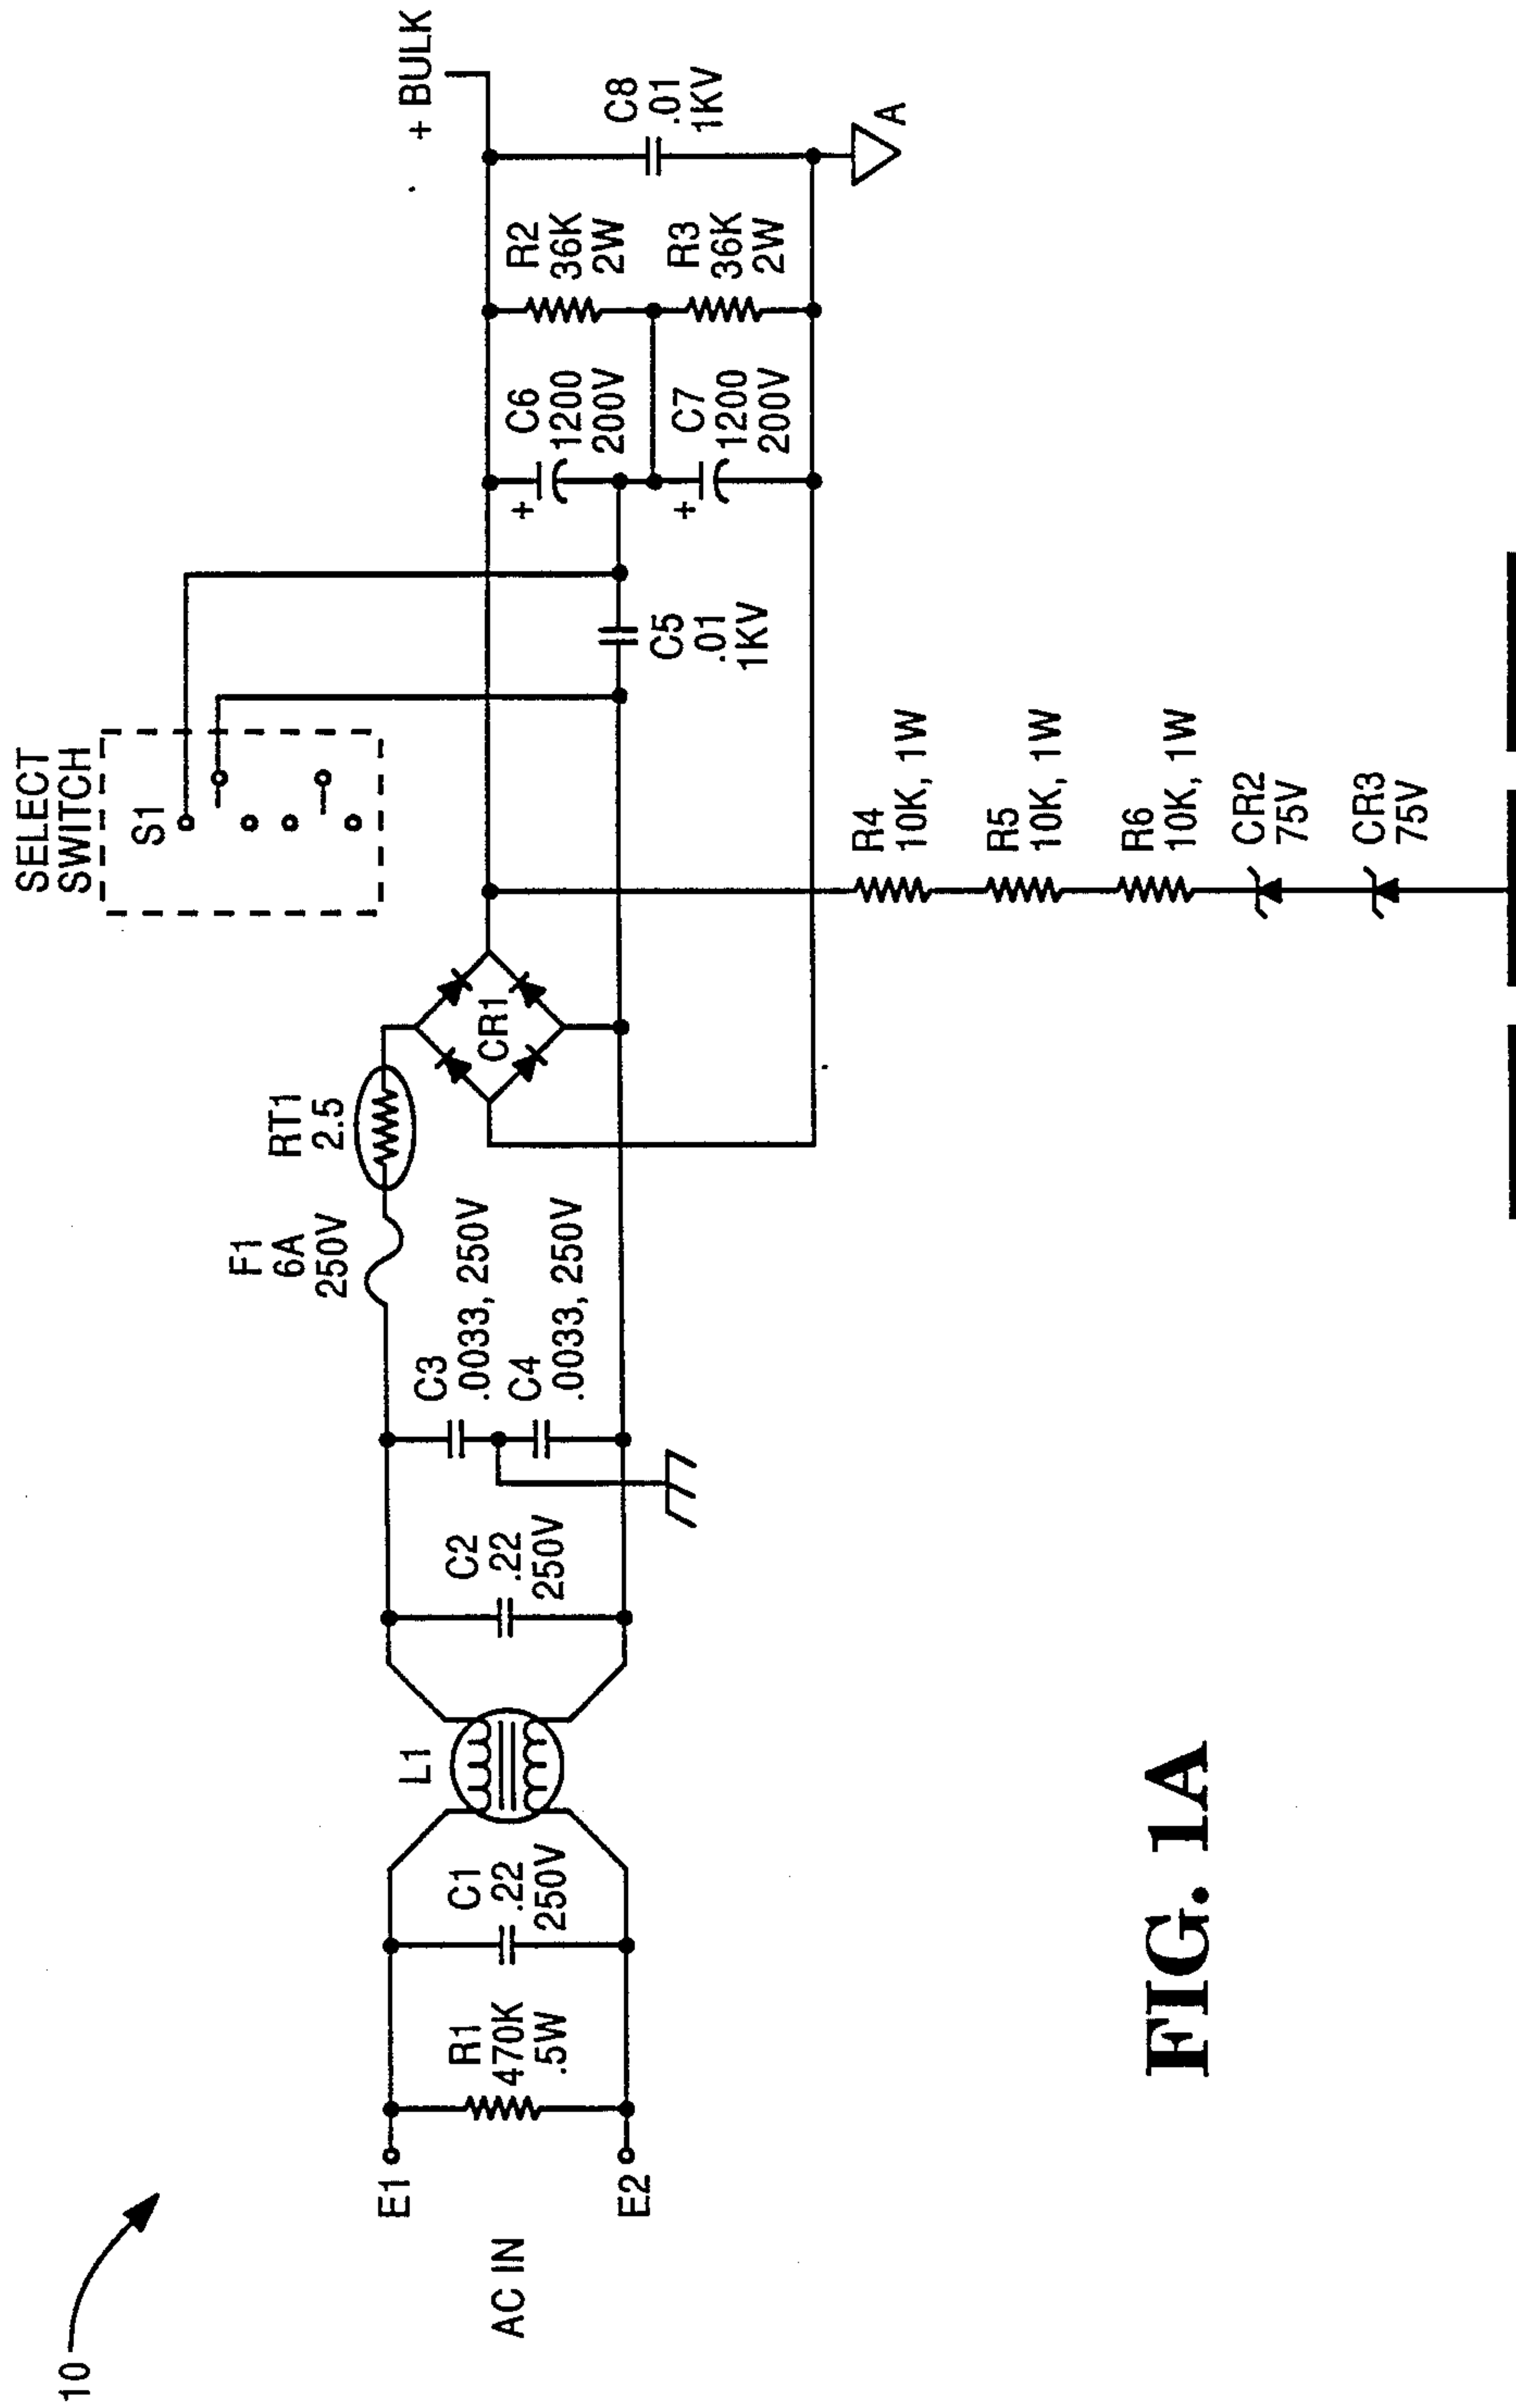 10
AC IN
E1
E2
R1
470K
.5W
C1
.22
250V
L1
C2
.22
250V
C3
.0033, 250V
C4
.0033, 250V
F1
6A
250V
RT1
2.5
CR1
SELECT
SWITCH
S1
C5
.01
1KV
+
C6
1200
200V
+
C7
1200
200V
R2
36K
2W
R3
36K
2W
+ BULK
C8
.01
1KV
A
R4
10K, 1W
R5
10K, 1W
R6
10K, 1W
CR2
75V
CR3
75V
FIG. 1A